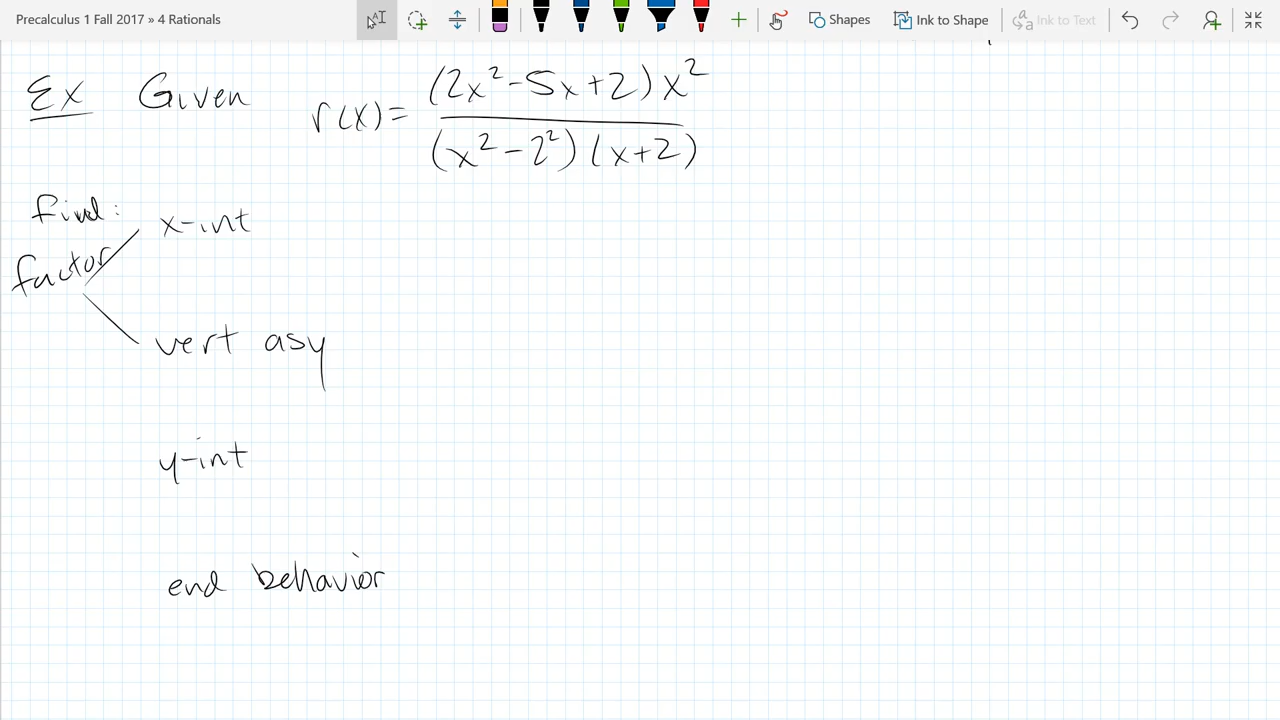 Precalculus 1 Fall 2017 » 4 Rationals
Shapes Ink to Shape Ink to Text
Ex Given r(x) = (2x²-5x+2)x² / (x²-2²)(x+2)
find:
x-int
factor
vert asy
y-int
end behavior